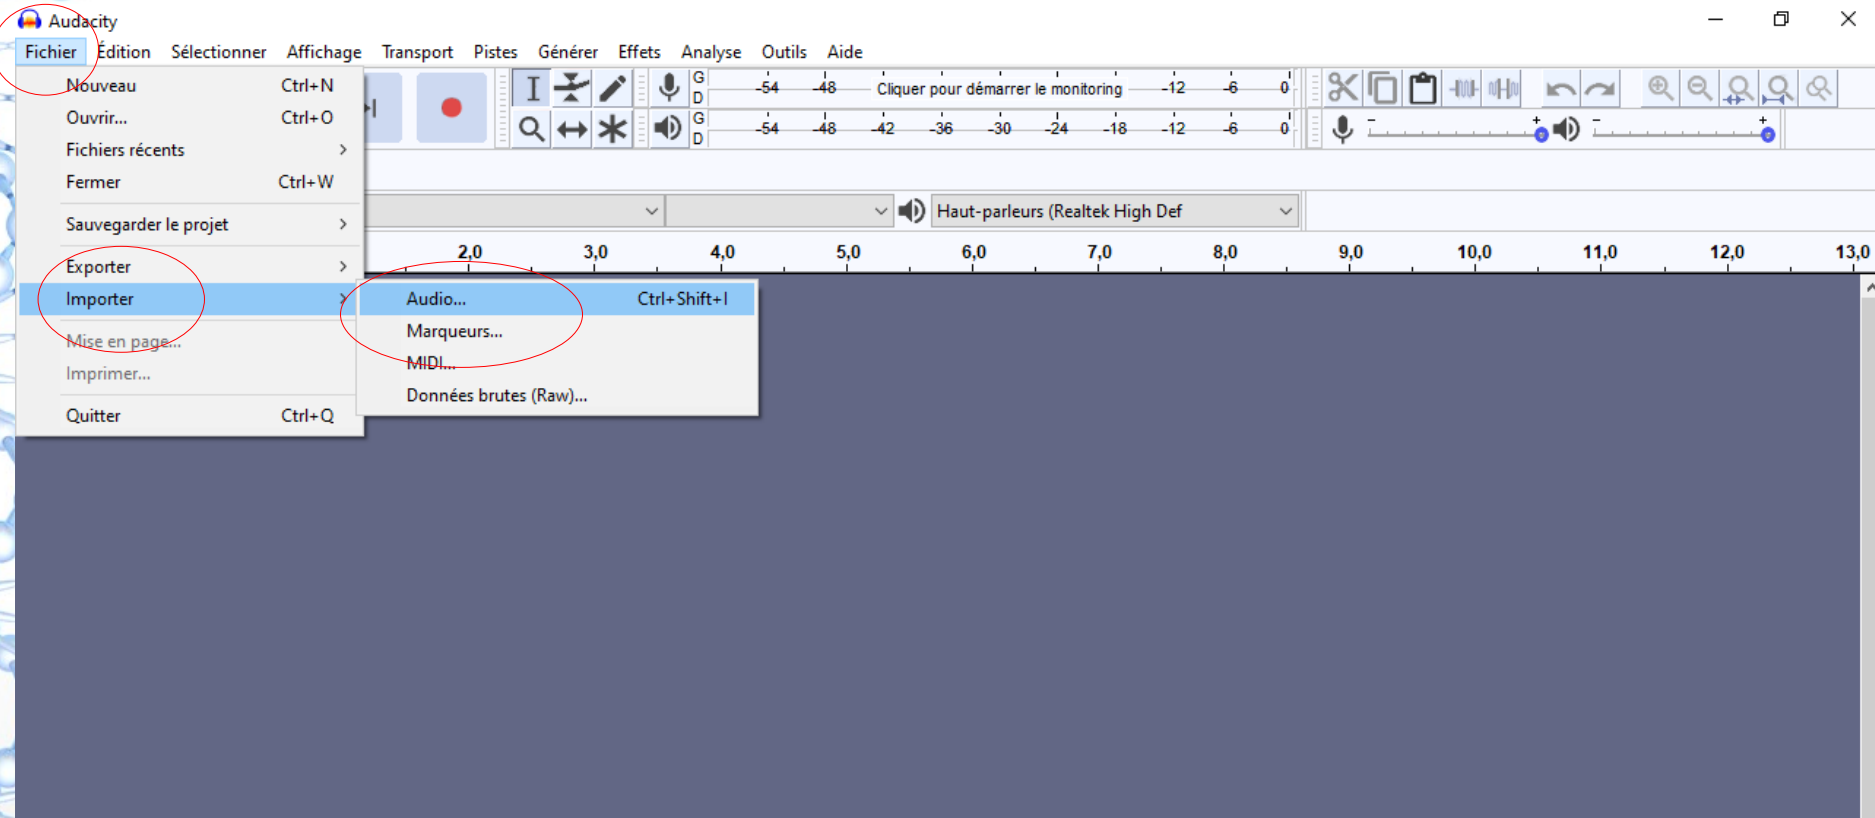 Audacity
Fichier Édition Sélectionner Affichage Transport Pistes Générer Effets Analyse Outils Aide
Nouveau Ctrl+N
Ouvrir... Ctrl+O
Fichiers récents
Fermer Ctrl+W
Sauvegarder le projet
Exporter
Importer
Mise en page...
Imprimer...
Quitter Ctrl+Q
Audio... Ctrl+Shift+I
Marqueurs...
MIDI...
Données brutes (Raw)...
G
D
-54 -48 Cliquer pour démarrer le monitoring -12 -6 0
G
D
-54 -48 -42 -36 -30 -24 -18 -12 -6 0
- +
- +
Haut-parleurs (Realtek High Def
2,0 3,0 4,0 5,0 6,0 7,0 8,0 9,0 10,0 11,0 12,0 13,0